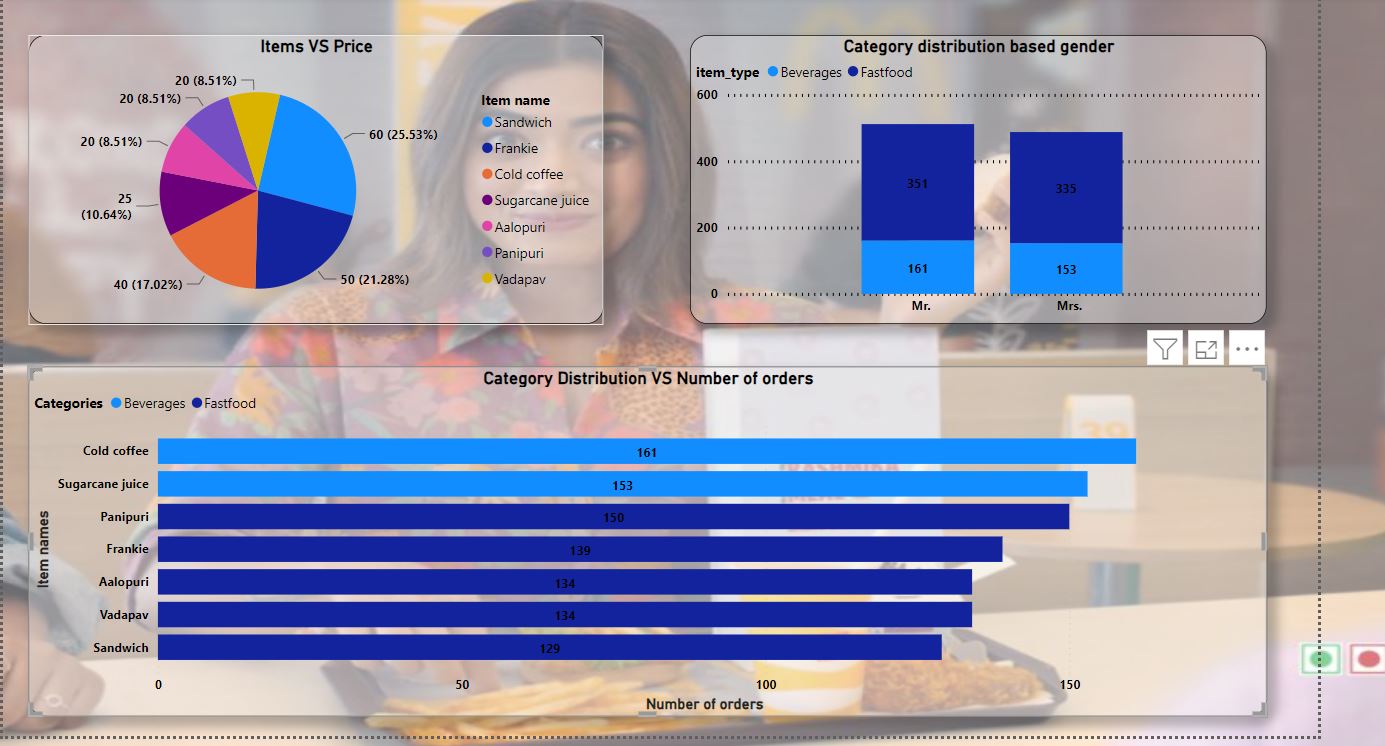 Items VS Price
20 (8.51%)
20 (8.51%)
20 (8.51%)
25
(10.64%)
40 (17.02%)
60 (25.53%)
50 (21.28%)
Item name
Sandwich
Frankie
Cold coffee
Sugarcane juice
Aalopuri
Panipuri
Vadapav
Category distribution based gender
item_type Beverages Fastfood
600
400
200
0
351
161
335
153
Mr.
Mrs.
Category Distribution VS Number of orders
Categories Beverages Fastfood
Item names
Cold coffee 161
Sugarcane juice 153
Panipuri 150
Frankie 139
Aalopuri 134
Vadapav 134
Sandwich 129
0 50 100 150
Number of orders
39
RASHMIKA